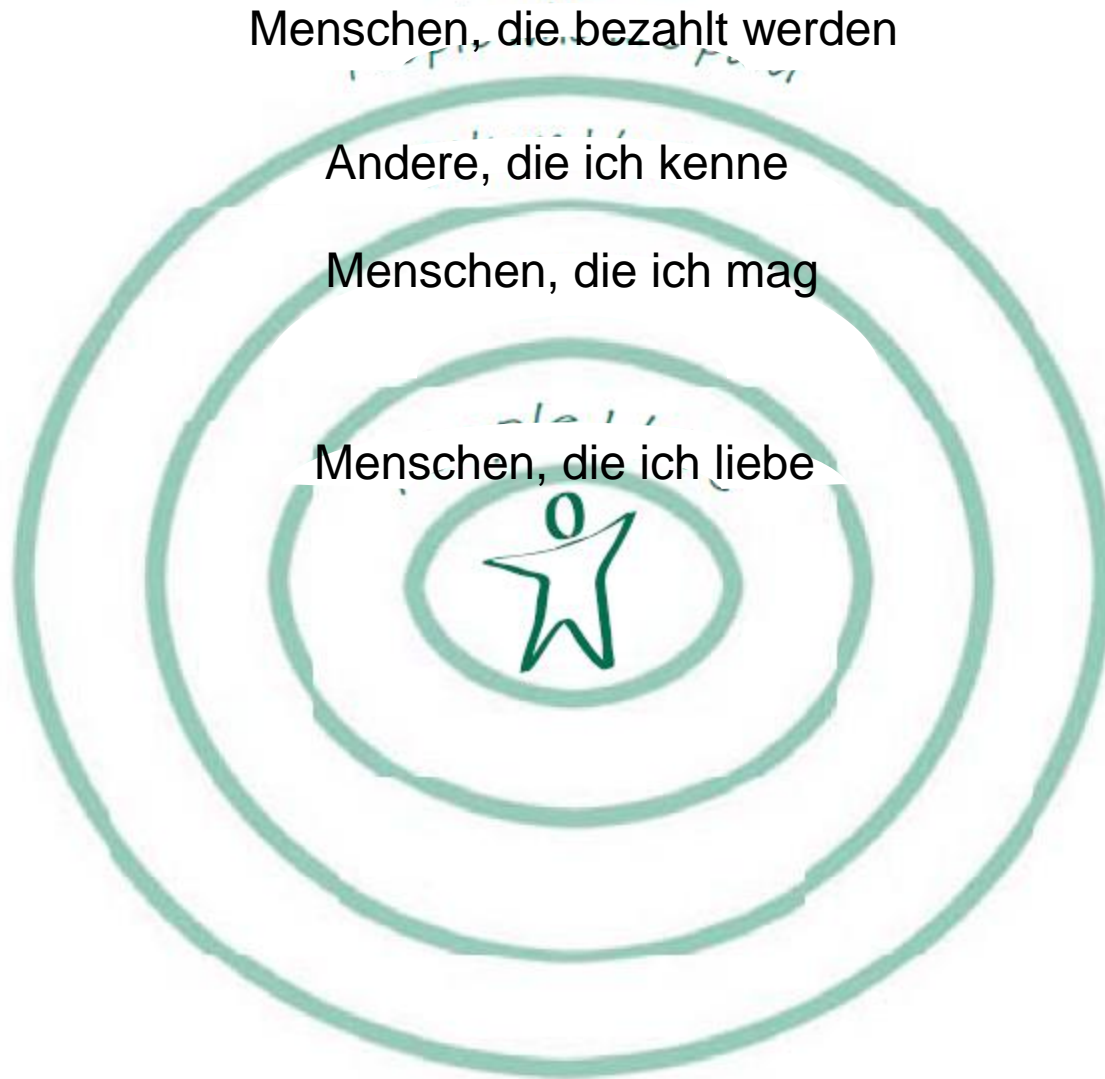 Menschen, die bezahlt werden
Andere, die ich kenne
Menschen, die ich mag
Menschen, die ich liebe